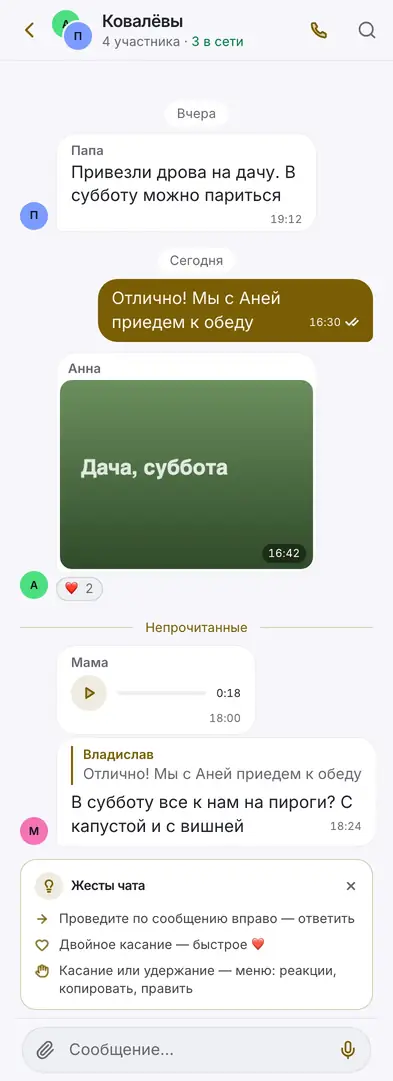 А
П
Ковалёвы
4 участника · 3 в сети
Вчера
Папа
Привезли дрова на дачу. В
субботу можно париться
19:12
П
Сегодня
Отлично! Мы с Аней
приедем к обеду
16:30
Анна
Дача, суббота
16:42
А
❤️ 2
Непрочитанные
Мама
0:18
18:00
Владислав
Отлично! Мы с Аней приедем к обеду
В субботу все к нам на пироги? С
капустой и с вишней
18:24
М
Жесты чата
Проведите по сообщению вправо — ответить
Двойное касание — быстрое ❤️
Касание или удержание — меню: реакции,
копировать, править
Сообщение...